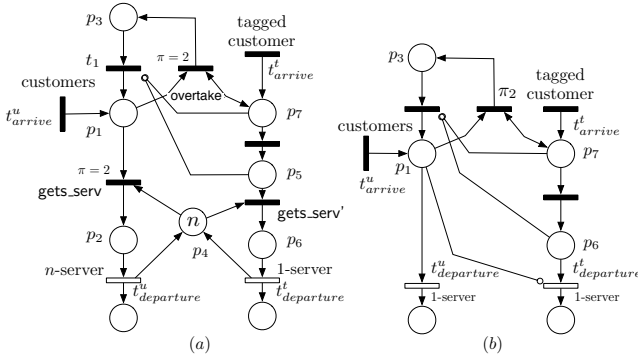 p3
tagged
customer
t1
π = 2
t^t_arrive
customers
overtake
t^u_arrive
p1
p7
π = 2
p5
gets_serv
gets_serv'
n
p2
p4
p6
n-server
1-server
t^u_departure
t^t_departure
(a)
p3
tagged
customer
π2
t^t_arrive
customers
p1
p7
t^u_arrive
p6
t^u_departure
t^t_departure
1-server
1-server
(b)